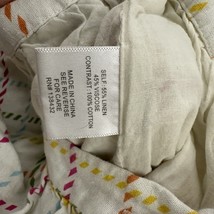 SELF: 55% LINEN
45% VISCOSE
CONTRAST: 100% COTTON
MADE IN CHINA
SEE REVERSE
FOR CARE
RN# 139432